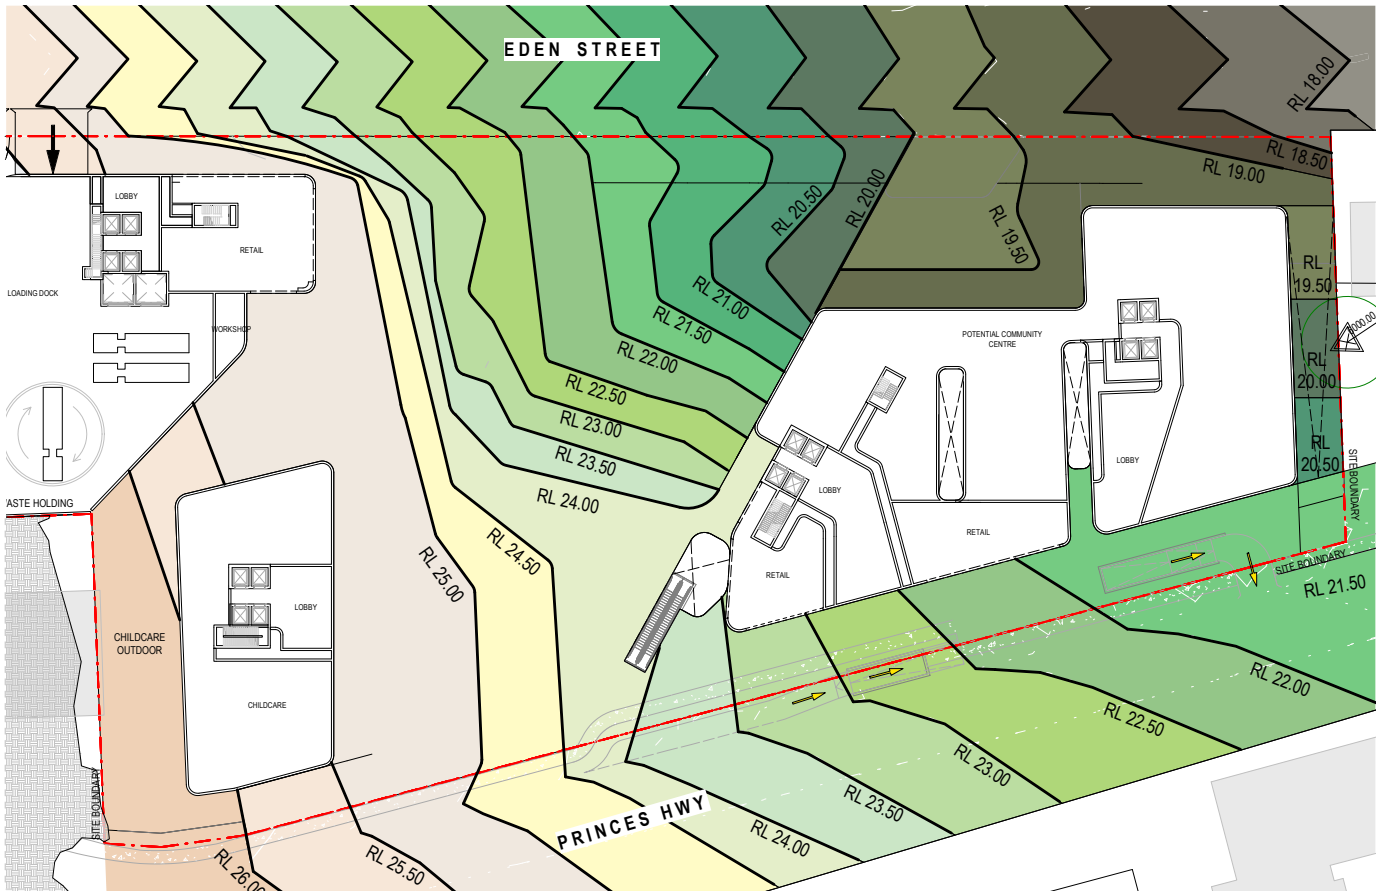 EDEN STREET
RL 18.00
RL 18.50
RL 19.00
LOBBY
RL 20.50
RL 20.00
RL 19.50
RETAIL
RL
19.50
LOADING DOCK
RL 21.00
WORKSHOP
RL 21.50
POTENTIAL COMMUNITY
CENTRE
RL 22.00
RL
20.00
RL 22.50
RL 23.00
RL
20.50
RL 23.50
LOBBY
LOBBY
SITE BOUNDARY
RL 24.00
RETAIL
RL 24.50
RL 25.00
SITE BOUNDARY
RETAIL
RL 21.50
LOBBY
CHILDCARE
OUTDOOR
RL 22.00
CHILDCARE
RL 22.50
RL 23.00
RL 23.50
SITE BOUNDARY
PRINCES HWY
RL 24.00
RL 25.50
RL 26.00